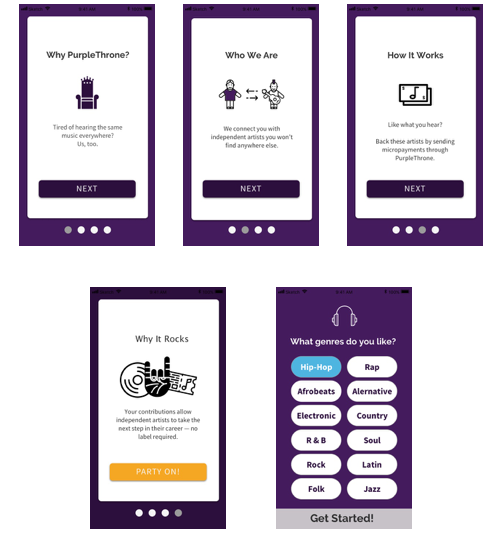 Why PurpleThrone?
Tired of hearing the same
music everywhere?
Us, too.
NEXT
Who We Are
We connect you with
independent artists you won't
find anywhere else.
NEXT
How It Works
Like what you hear?
Back these artists by sending
micropayments through
PurpleThrone.
NEXT
Why It Rocks
Your contributions allow
independent artists to take the
next step in their career — no
label required.
PARTY ON!
What genres do you like?
Hip-Hop
Rap
Afrobeats
Alernative
Electronic
Country
R & B
Soul
Rock
Latin
Folk
Jazz
Get Started!